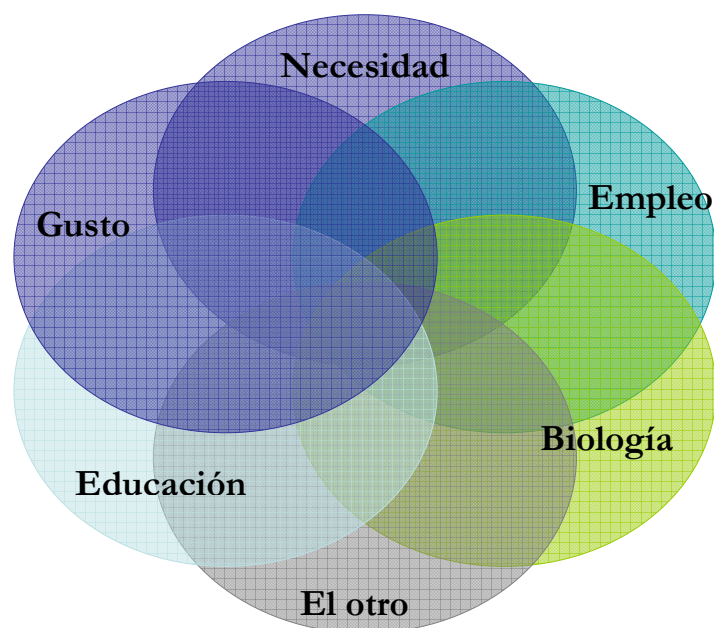 Necesidad
Empleo
Gusto
Biología
Educación
El otro